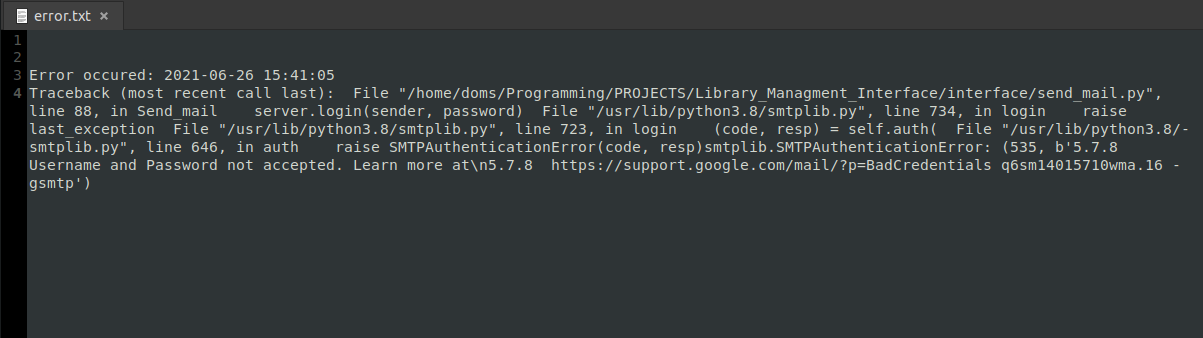 error.txt ×
1
2
3 Error occured: 2021-06-26 15:41:05
4 Traceback (most recent call last):  File "/home/doms/Programming/PROJECTS/Library_Managment_Interface/interface/send_mail.py",
line 88, in Send_mail    server.login(sender, password)  File "/usr/lib/python3.8/smtplib.py", line 734, in login    raise
last_exception  File "/usr/lib/python3.8/smtplib.py", line 723, in login    (code, resp) = self.auth(  File "/usr/lib/python3.8/-
smtplib.py", line 646, in auth    raise SMTPAuthenticationError(code, resp)smtplib.SMTPAuthenticationError: (535, b'5.7.8
Username and Password not accepted. Learn more at\n5.7.8  https://support.google.com/mail/?p=BadCredentials q6sm14015710wma.16 -
gsmtp')